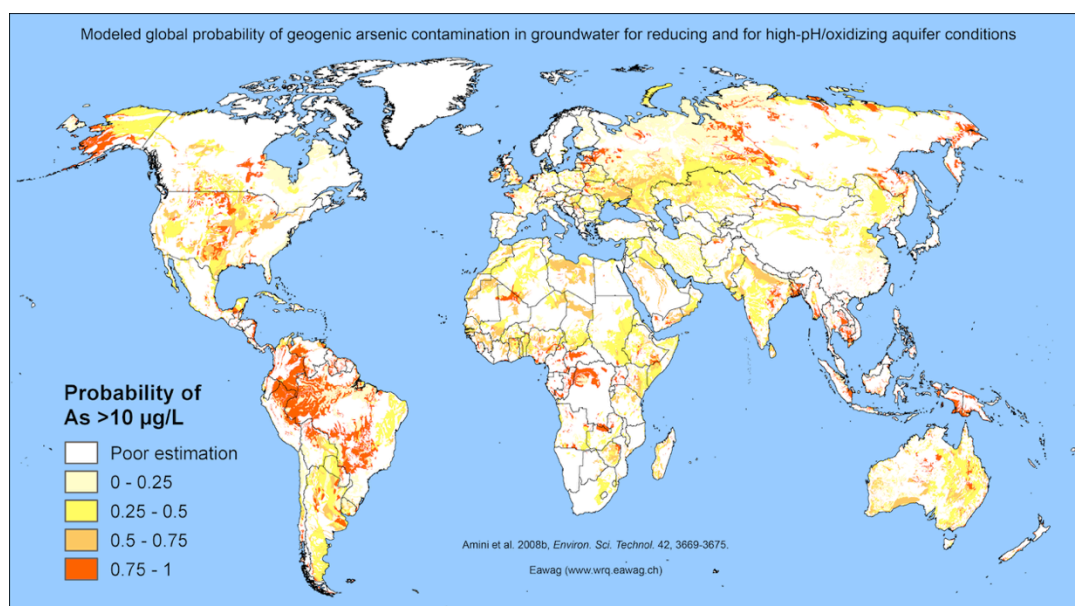 Modeled global probability of geogenic arsenic contamination in groundwater for reducing and for high-pH/oxidizing aquifer conditions
Probability of
As >10 µg/L
Poor estimation
0 - 0.25
0.25 - 0.5
0.5 - 0.75
0.75 - 1
Amini et al. 2008b, Environ. Sci. Technol. 42, 3669-3675.
Eawag (www.wrq.eawag.ch)